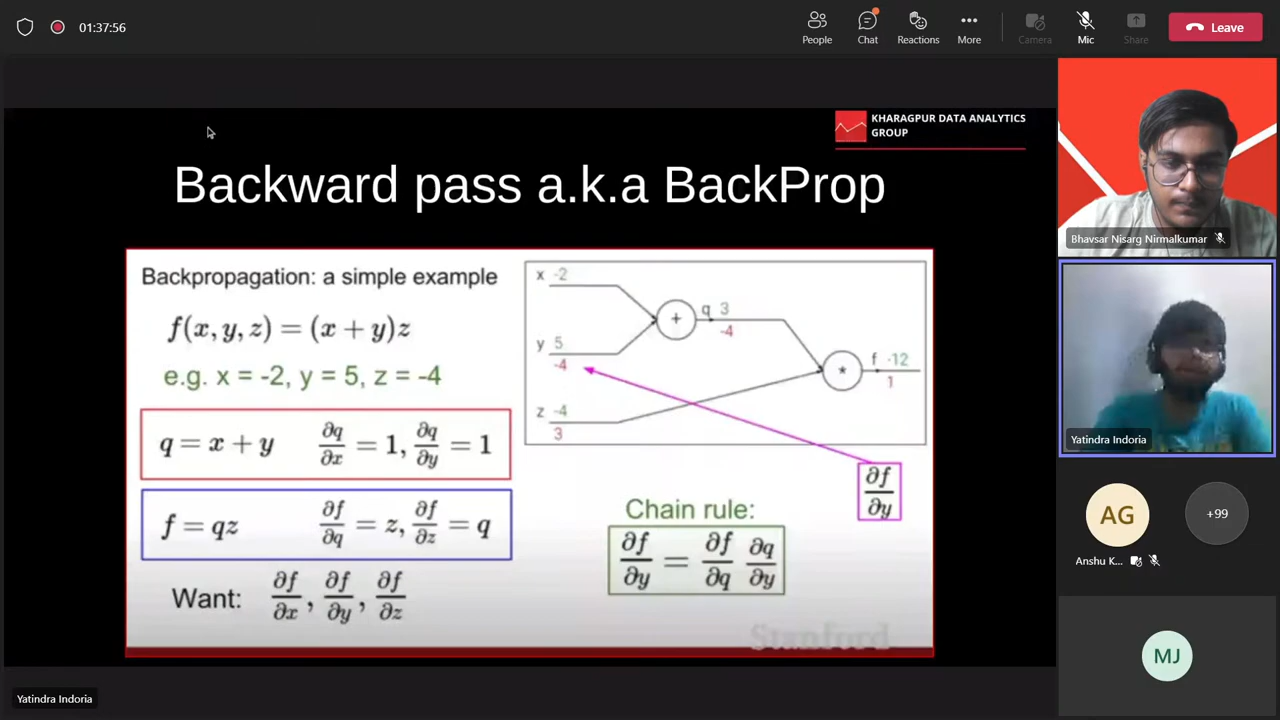 01:37:56
People
Chat
Reactions
More
Camera
Mic
Share
Leave
KHARAGPUR DATA ANALYTICS
GROUP
Backward pass a.k.a BackProp
Backpropagation: a simple example
f(x, y, z) = (x + y)z
e.g. x = -2, y = 5, z = -4
q = x + y ∂q/∂x = 1, ∂q/∂y = 1
f = qz ∂f/∂q = z, ∂f/∂z = q
Want: ∂f/∂x, ∂f/∂y, ∂f/∂z
x -2
+
q 3
-4
y 5
-4
*
f -12
1
z -4
3
∂f/∂y
Chain rule:
∂f/∂y = ∂f/∂q ∂q/∂y
Stanford
Bhavsar Nisarg Nirmalkumar
Yatindra Indoria
AG
+99
Anshu K...
MJ
Yatindra Indoria